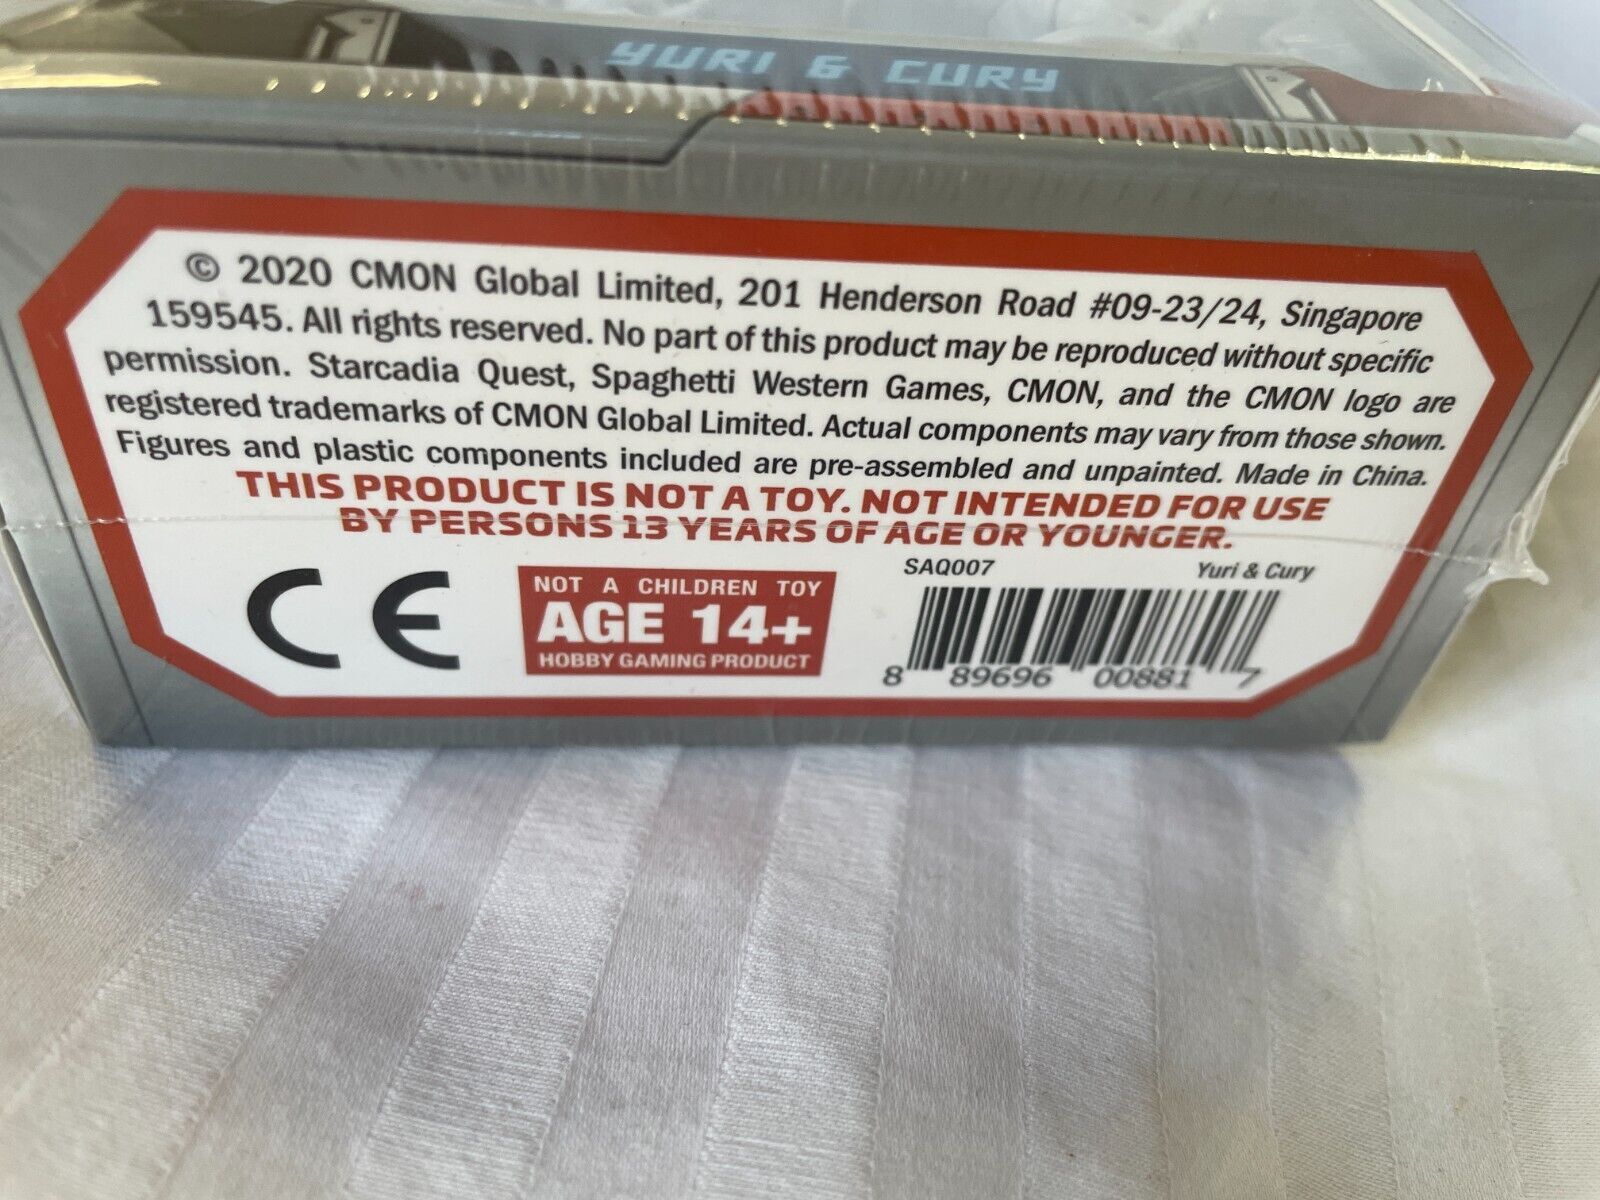 YURI & CURY
© 2020 CMON Global Limited, 201 Henderson Road #09-23/24, Singapore
159545. All rights reserved. No part of this product may be reproduced without specific
permission. Starcadia Quest, Spaghetti Western Games, CMON, and the CMON logo are
registered trademarks of CMON Global Limited. Actual components may vary from those shown.
Figures and plastic components included are pre-assembled and unpainted. Made in China.
THIS PRODUCT IS NOT A TOY. NOT INTENDED FOR USE
BY PERSONS 13 YEARS OF AGE OR YOUNGER.
CE
NOT A CHILDREN TOY
AGE 14+
HOBBY GAMING PRODUCT
SAQ007 Yuri & Cury
8 89696 00881 7